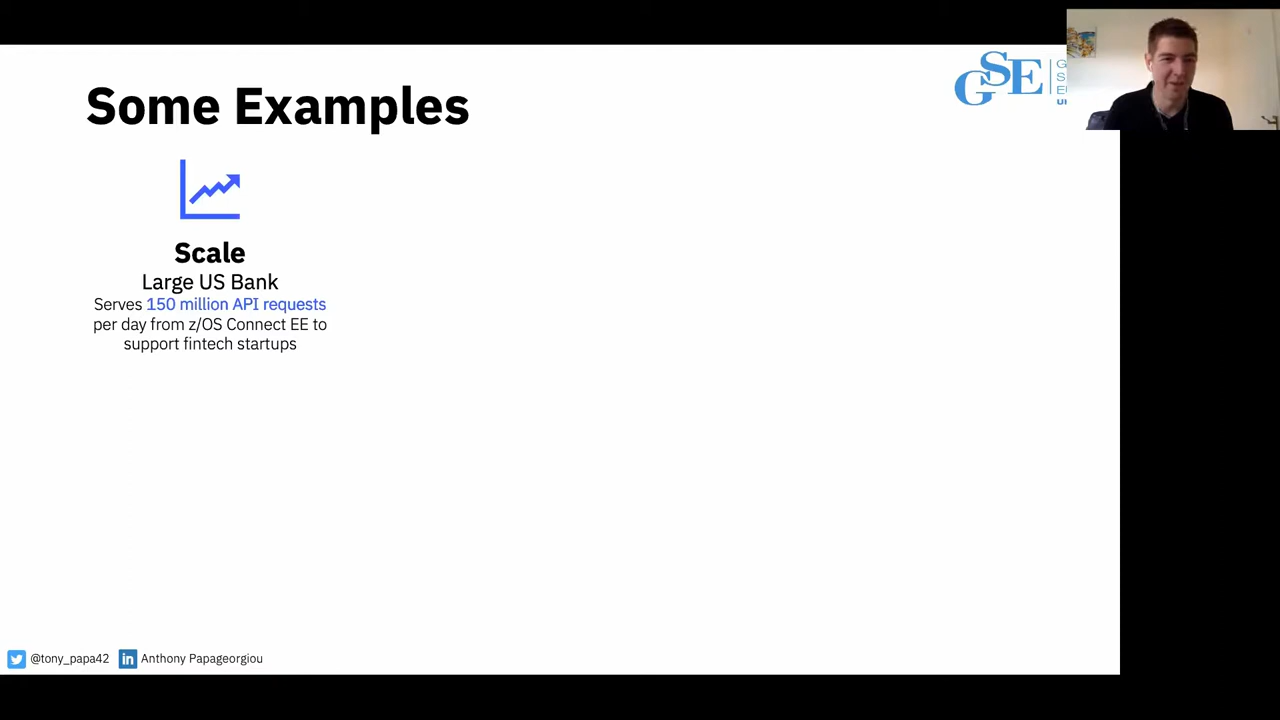 Some Examples
GSE
G
S
E
Scale
Large US Bank
Serves 150 million API requests
per day from z/OS Connect EE to
support fintech startups
@tony_papa42
in Anthony Papageorgiou